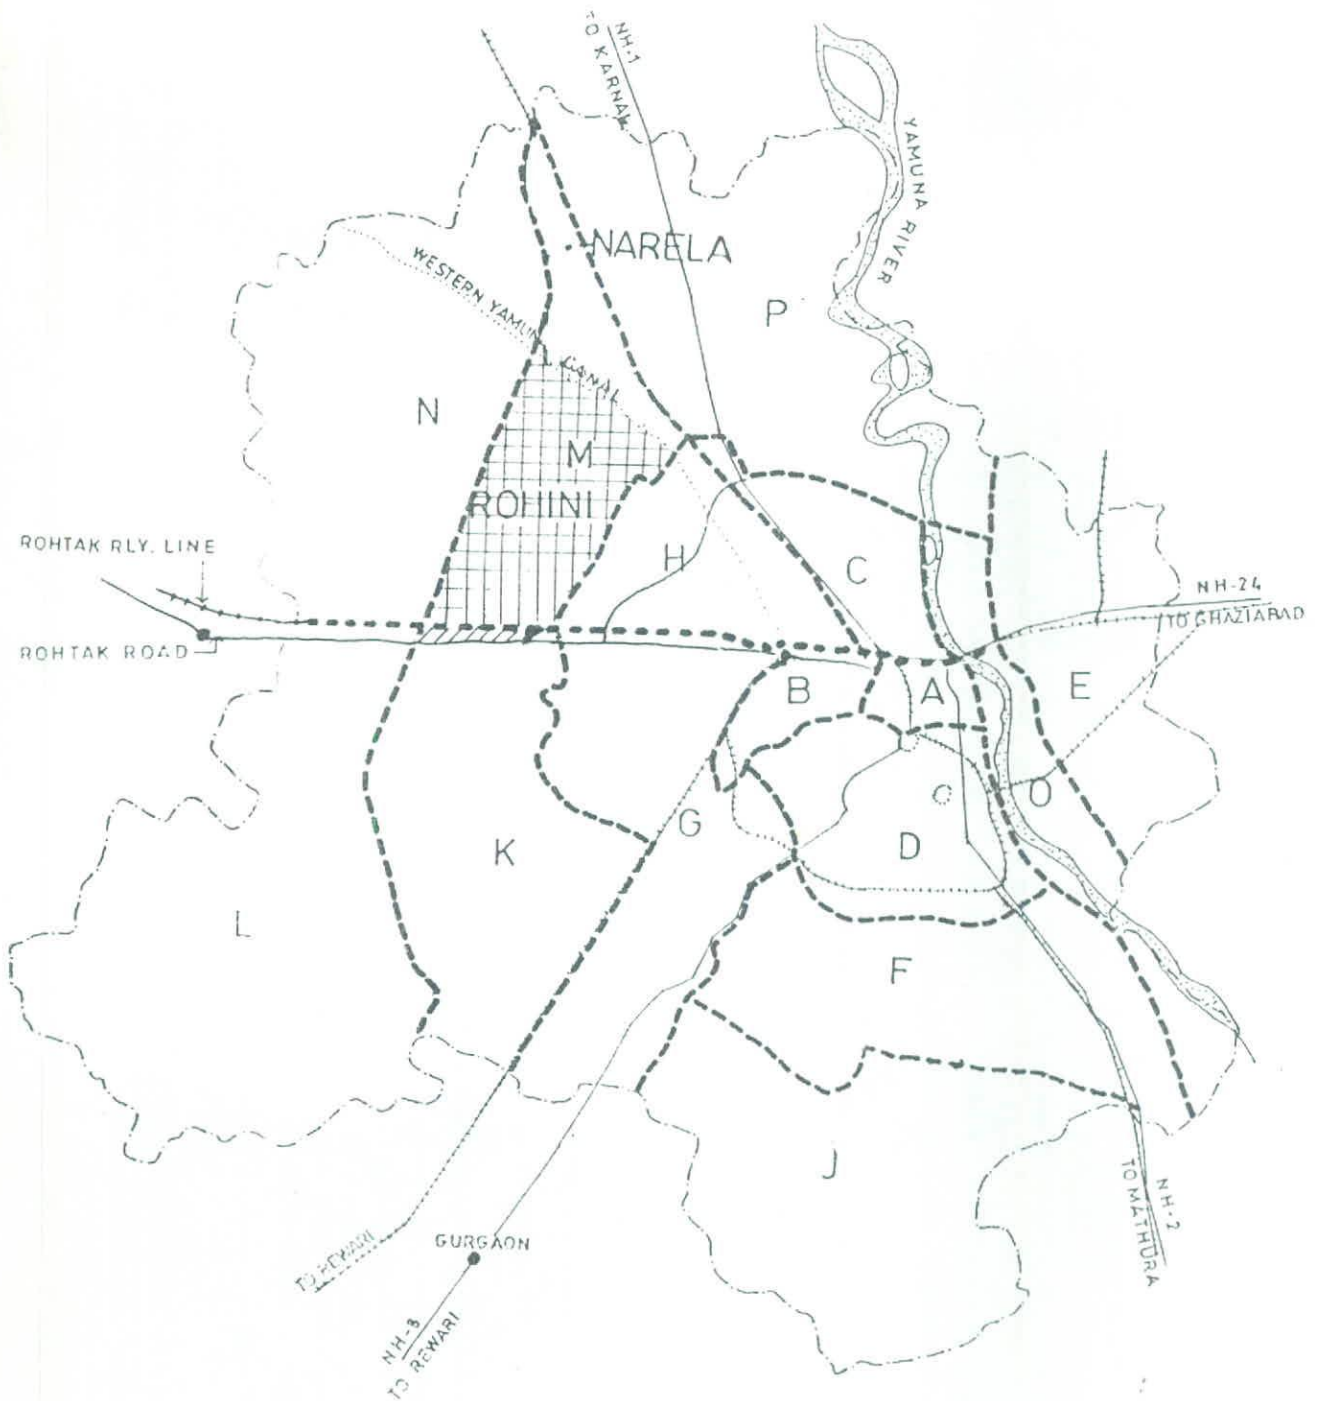 NH-1
TO KARNAL
YAMUNA RIVER
NARELA
WESTERN YAMUNA CANAL
P
N
M
ROHINI
ROHTAK RLY. LINE
H
C
NH-24
TO GHAZIABAD
ROHTAK ROAD
B
A
E
G
O
K
D
L
F
J
TO REWARI
GURGAON
NH-8
TO REWARI
NH-2
TO MATHURA